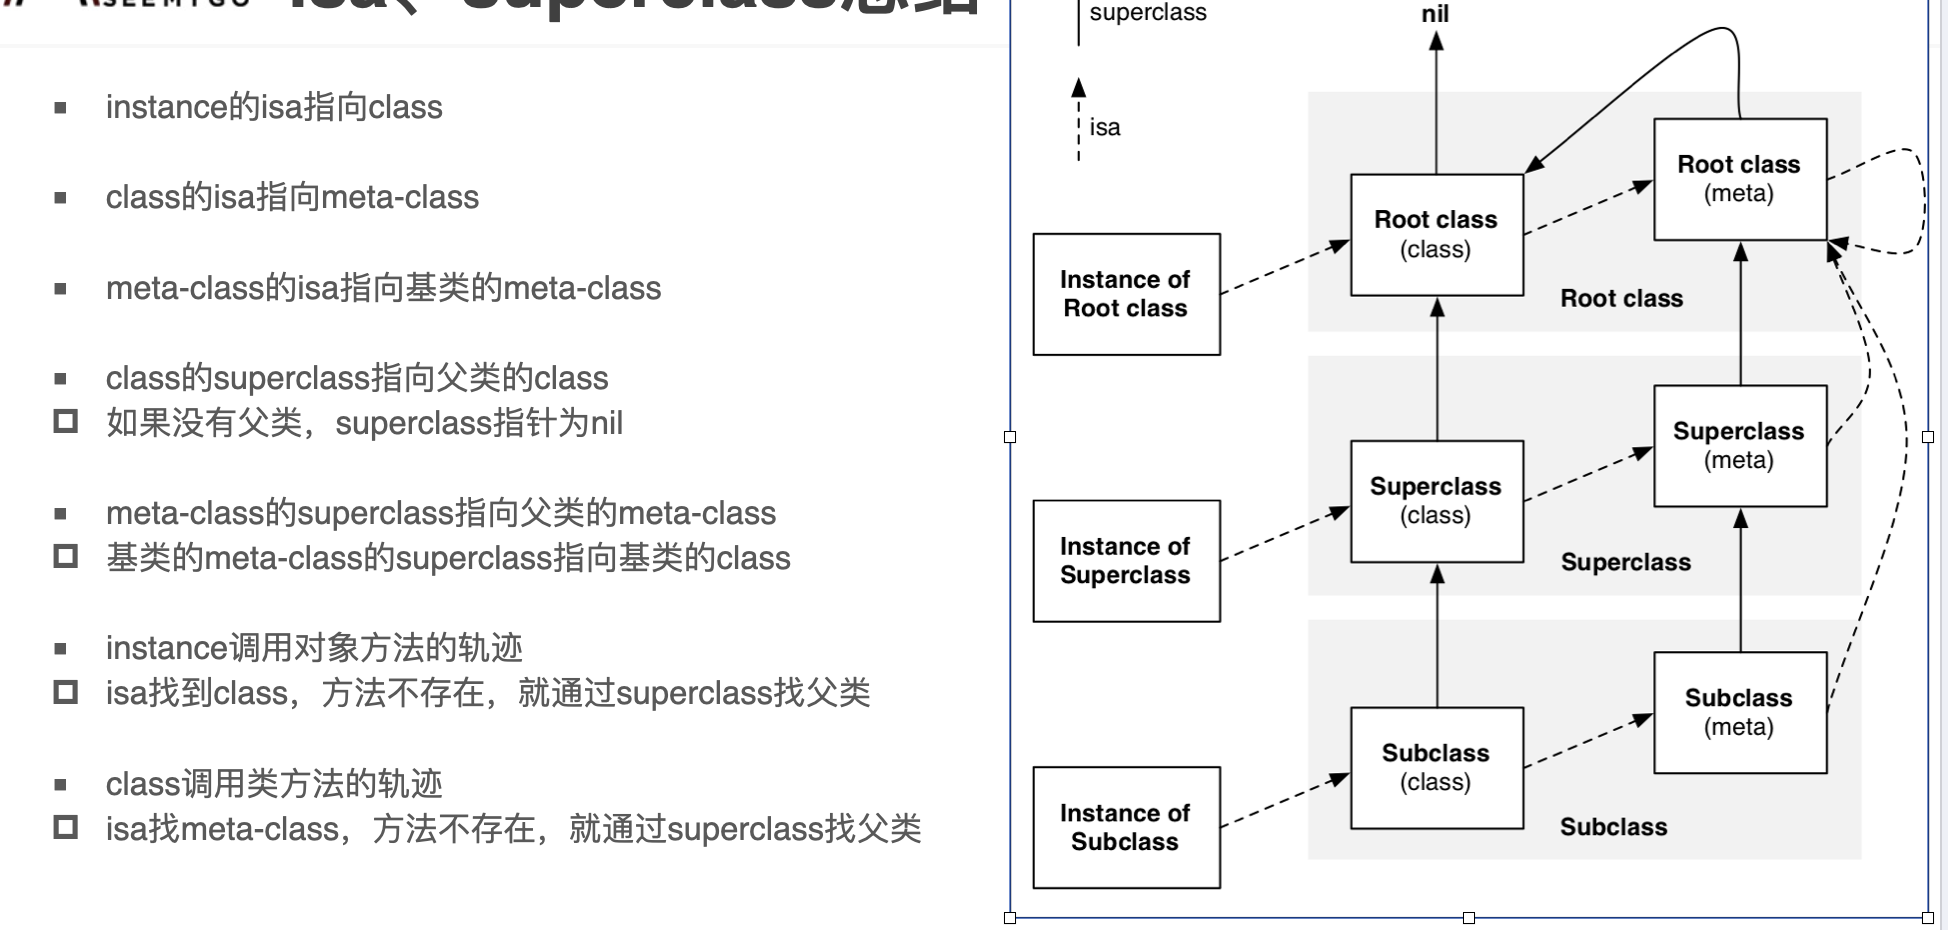 SEEMYGO
isa、superclass总结
instance的isa指向class
class的isa指向meta-class
meta-class的isa指向基类的meta-class
class的superclass指向父类的class
如果没有父类，superclass指针为nil
meta-class的superclass指向父类的meta-class
基类的meta-class的superclass指向基类的class
instance调用对象方法的轨迹
isa找到class，方法不存在，就通过superclass找父类
class调用类方法的轨迹
isa找meta-class，方法不存在，就通过superclass找父类
superclass
isa
nil
Root class
(meta)
Root class
(class)
Instance of
Root class
Root class
Superclass
(meta)
Superclass
(class)
Instance of
Superclass
Superclass
Subclass
(meta)
Subclass
(class)
Instance of
Subclass
Subclass